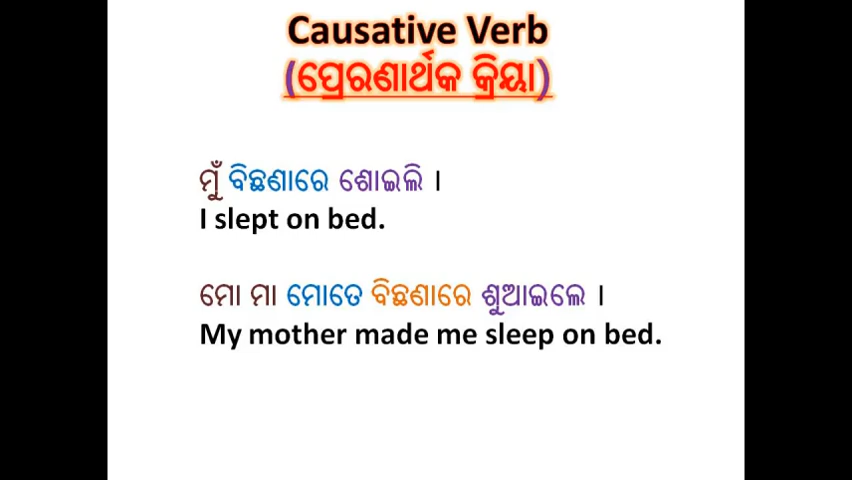 Causative Verb
(ପ୍ରେରଣାର୍ଥକ କ୍ରିୟା)
ମୁଁ ବିଛଣାରେ ଶୋଇଲି ।
I slept on bed.
ମୋ ମା ମୋତେ ବିଛଣାରେ ଶୁଆଇଲେ ।
My mother made me sleep on bed.